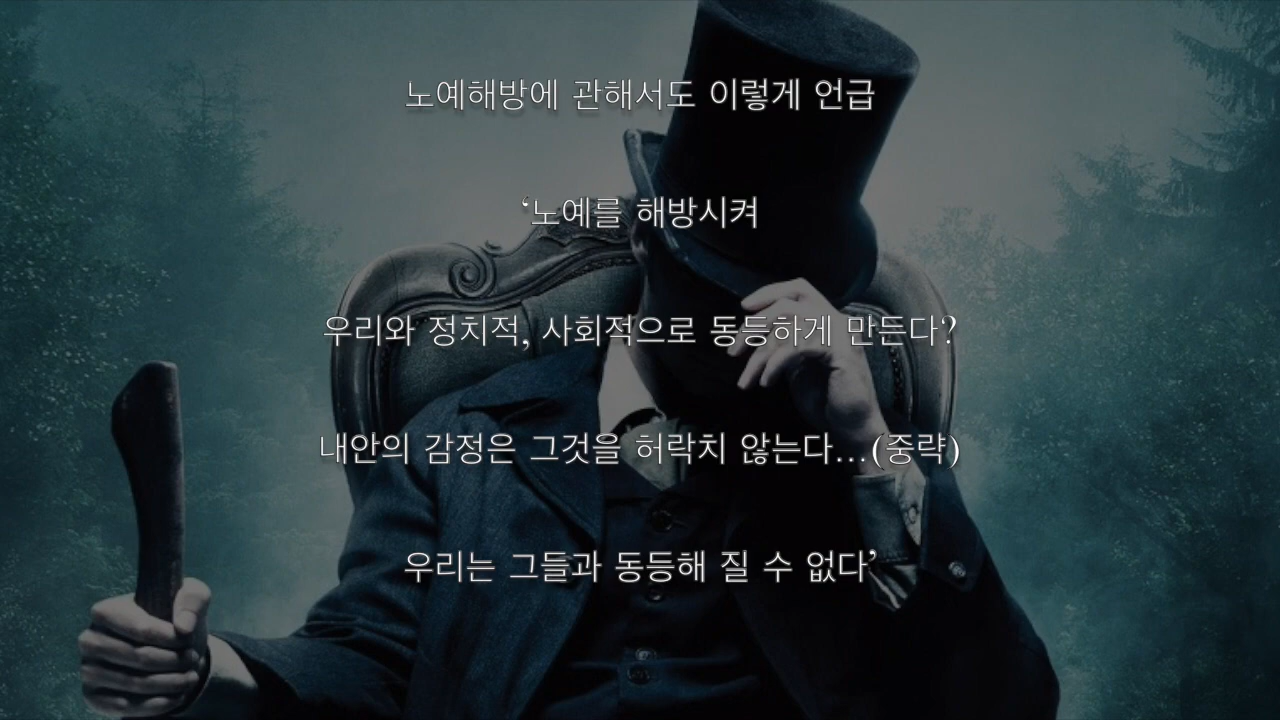 노예해방에 관해서도 이렇게 언급
‘노예를 해방시켜
우리와 정치적, 사회적으로 동등하게 만든다?
내안의 감정은 그것을 허락치 않는다...(중략)
우리는 그들과 동등해 질 수 없다’